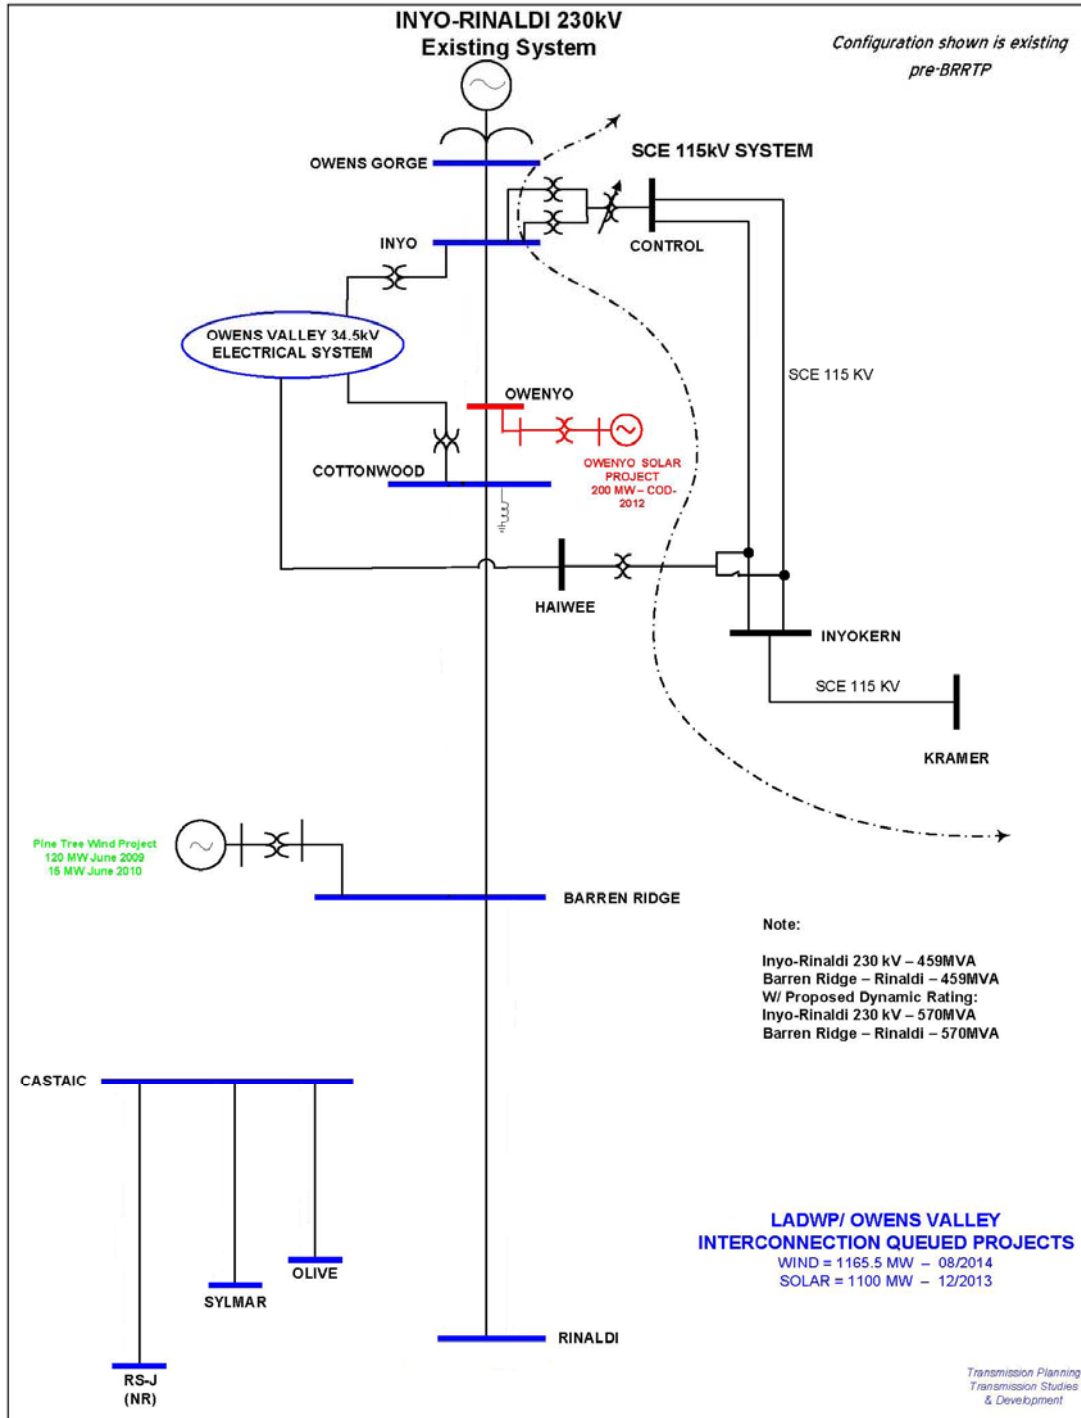 INYO-RINALDI 230kV
Existing System
Configuration shown is existing
pre-BRRTP
OWENS GORGE
SCE 115kV SYSTEM
INYO
CONTROL
OWENS VALLEY 34.5kV
ELECTRICAL SYSTEM
SCE 115 KV
OWENYO
COTTONWOOD
OWENYO SOLAR
PROJECT
200 MW – COD-
2012
HAIWEE
INYOKERN
SCE 115 KV
KRAMER
Pine Tree Wind Project
120 MW June 2009
15 MW June 2010
BARREN RIDGE
Note:
Inyo-Rinaldi 230 kV – 459MVA
Barren Ridge – Rinaldi – 459MVA
W/ Proposed Dynamic Rating:
Inyo-Rinaldi 230 kV – 570MVA
Barren Ridge – Rinaldi – 570MVA
CASTAIC
LADWP/ OWENS VALLEY
INTERCONNECTION QUEUED PROJECTS
WIND = 1165.5 MW – 08/2014
SOLAR = 1100 MW – 12/2013
OLIVE
SYLMAR
RINALDI
RS-J
(NR)
Transmission Planning
Transmission Studies
& Development